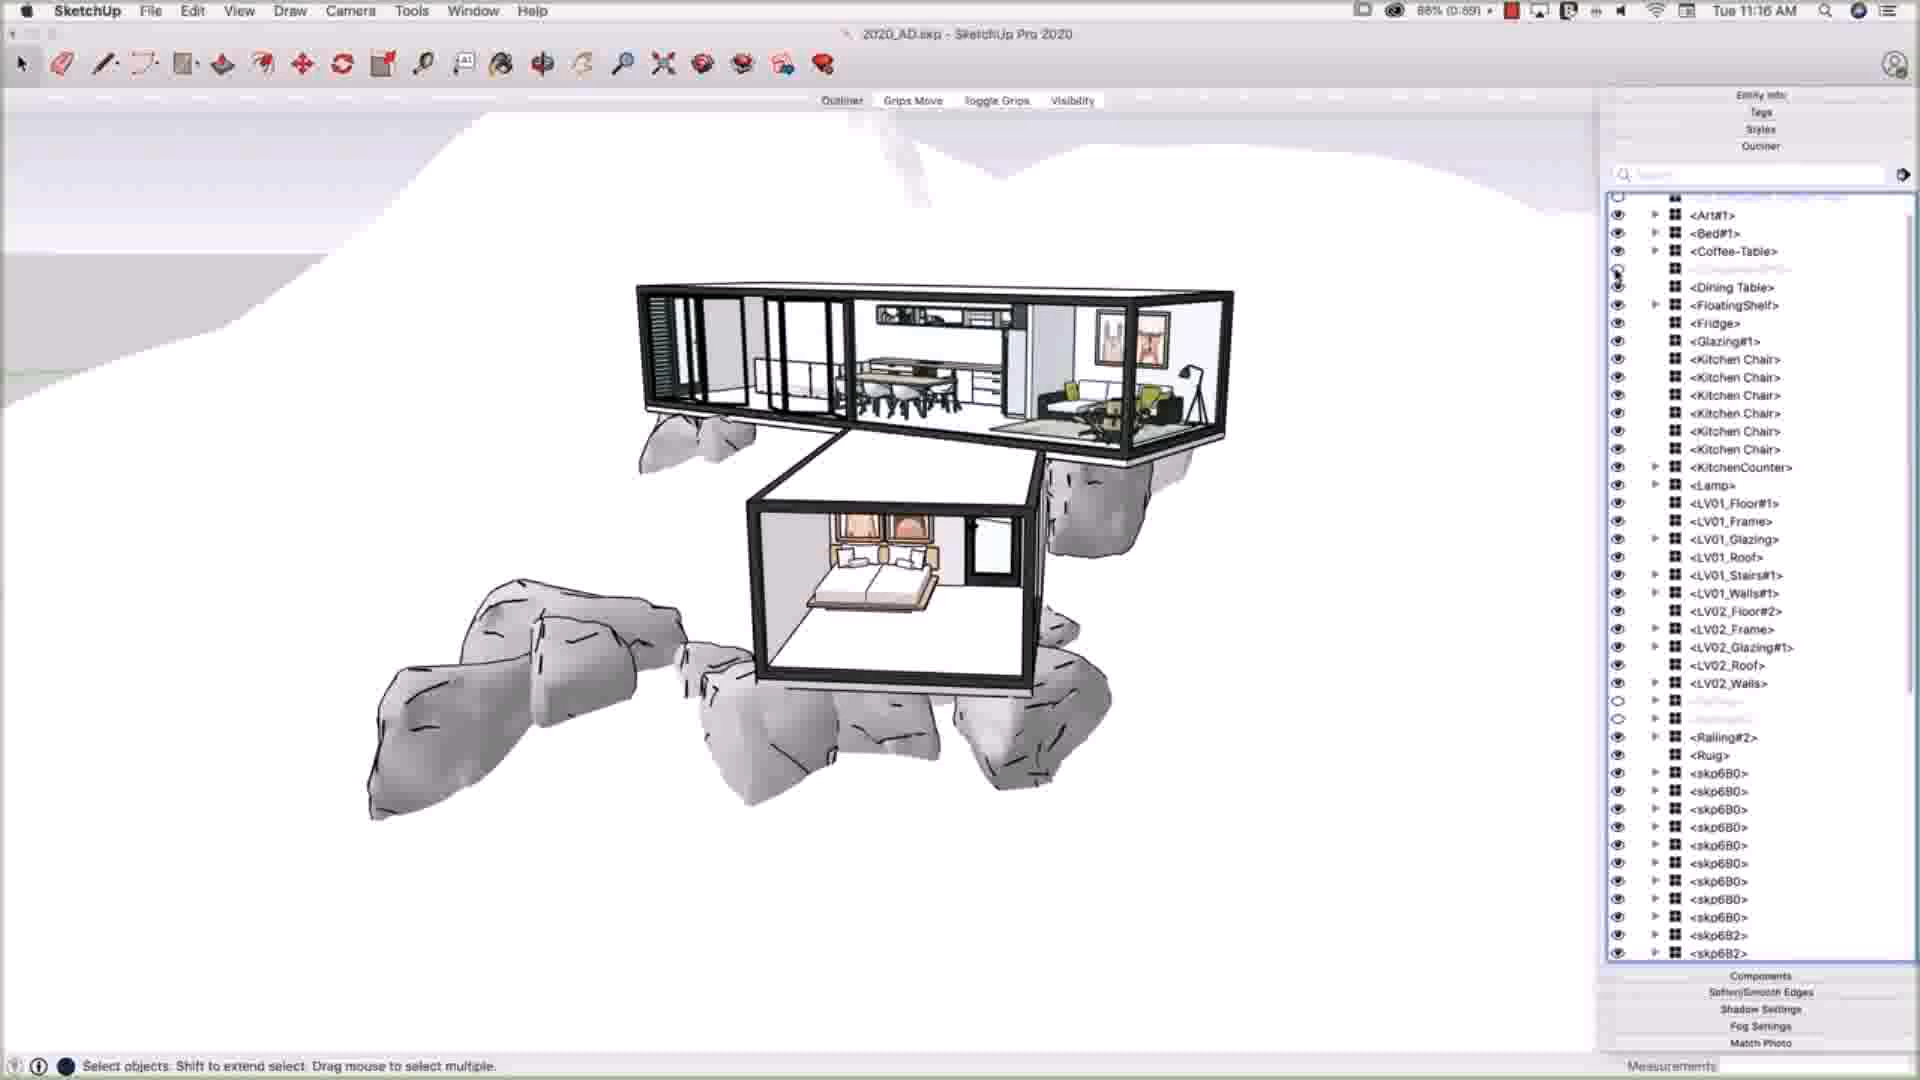 SketchUp File Edit View Draw Camera Tools Window Help
86% (0:59) Tue 11:16 AM
2020_AD.skp - SketchUp Pro 2020
Outliner Grips Move Toggle Grips Visibility
Entity Info
Tags
Styles
Outliner
<Art#1>
<Bed#1>
<Coffee-Table>
<Dining Table>
<FloatingShelf>
<Fridge>
<Glazing#1>
<Kitchen Chair>
<Kitchen Chair>
<Kitchen Chair>
<Kitchen Chair>
<Kitchen Chair>
<Kitchen Chair>
<KitchenCounter>
<Lamp>
<LV01_Floor#1>
<LV01_Frame>
<LV01_Glazing>
<LV01_Roof>
<LV01_Stairs#1>
<LV01_Walls#1>
<LV02_Floor#2>
<LV02_Frame>
<LV02_Glazing#1>
<LV02_Roof>
<LV02_Walls>
<Railing#2>
<Ruig>
<skp6B0>
<skp6B0>
<skp6B0>
<skp6B0>
<skp6B0>
<skp6B0>
<skp6B0>
<skp6B0>
<skp6B0>
<skp6B2>
<skp6B2>
Components
Soften/Smooth Edges
Shadow Settings
Fog Settings
Match Photo
Select objects. Shift to extend select. Drag mouse to select multiple.
Measurements